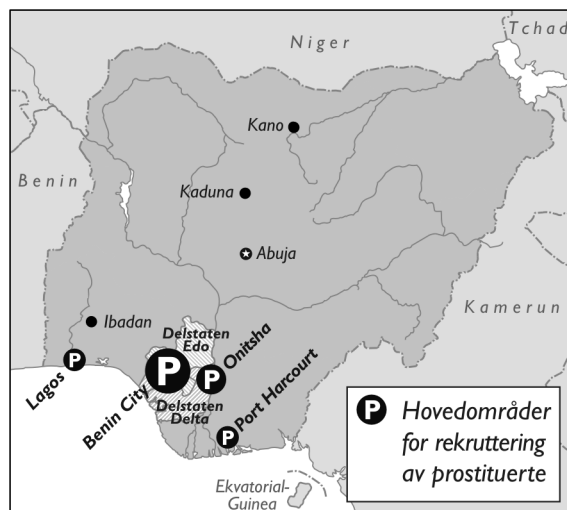 Niger
Tchad
Kano
Benin
Kaduna
Abuja
Kamerun
Ibadan
Delstaten
Edo
P
Lagos
P
Benin City
P
Onitsha
Delstaten
Delta
P
Port Harcourt
Ekvatorial-
Guinea
P Hovedområder
for rekruttering
av prostituerte